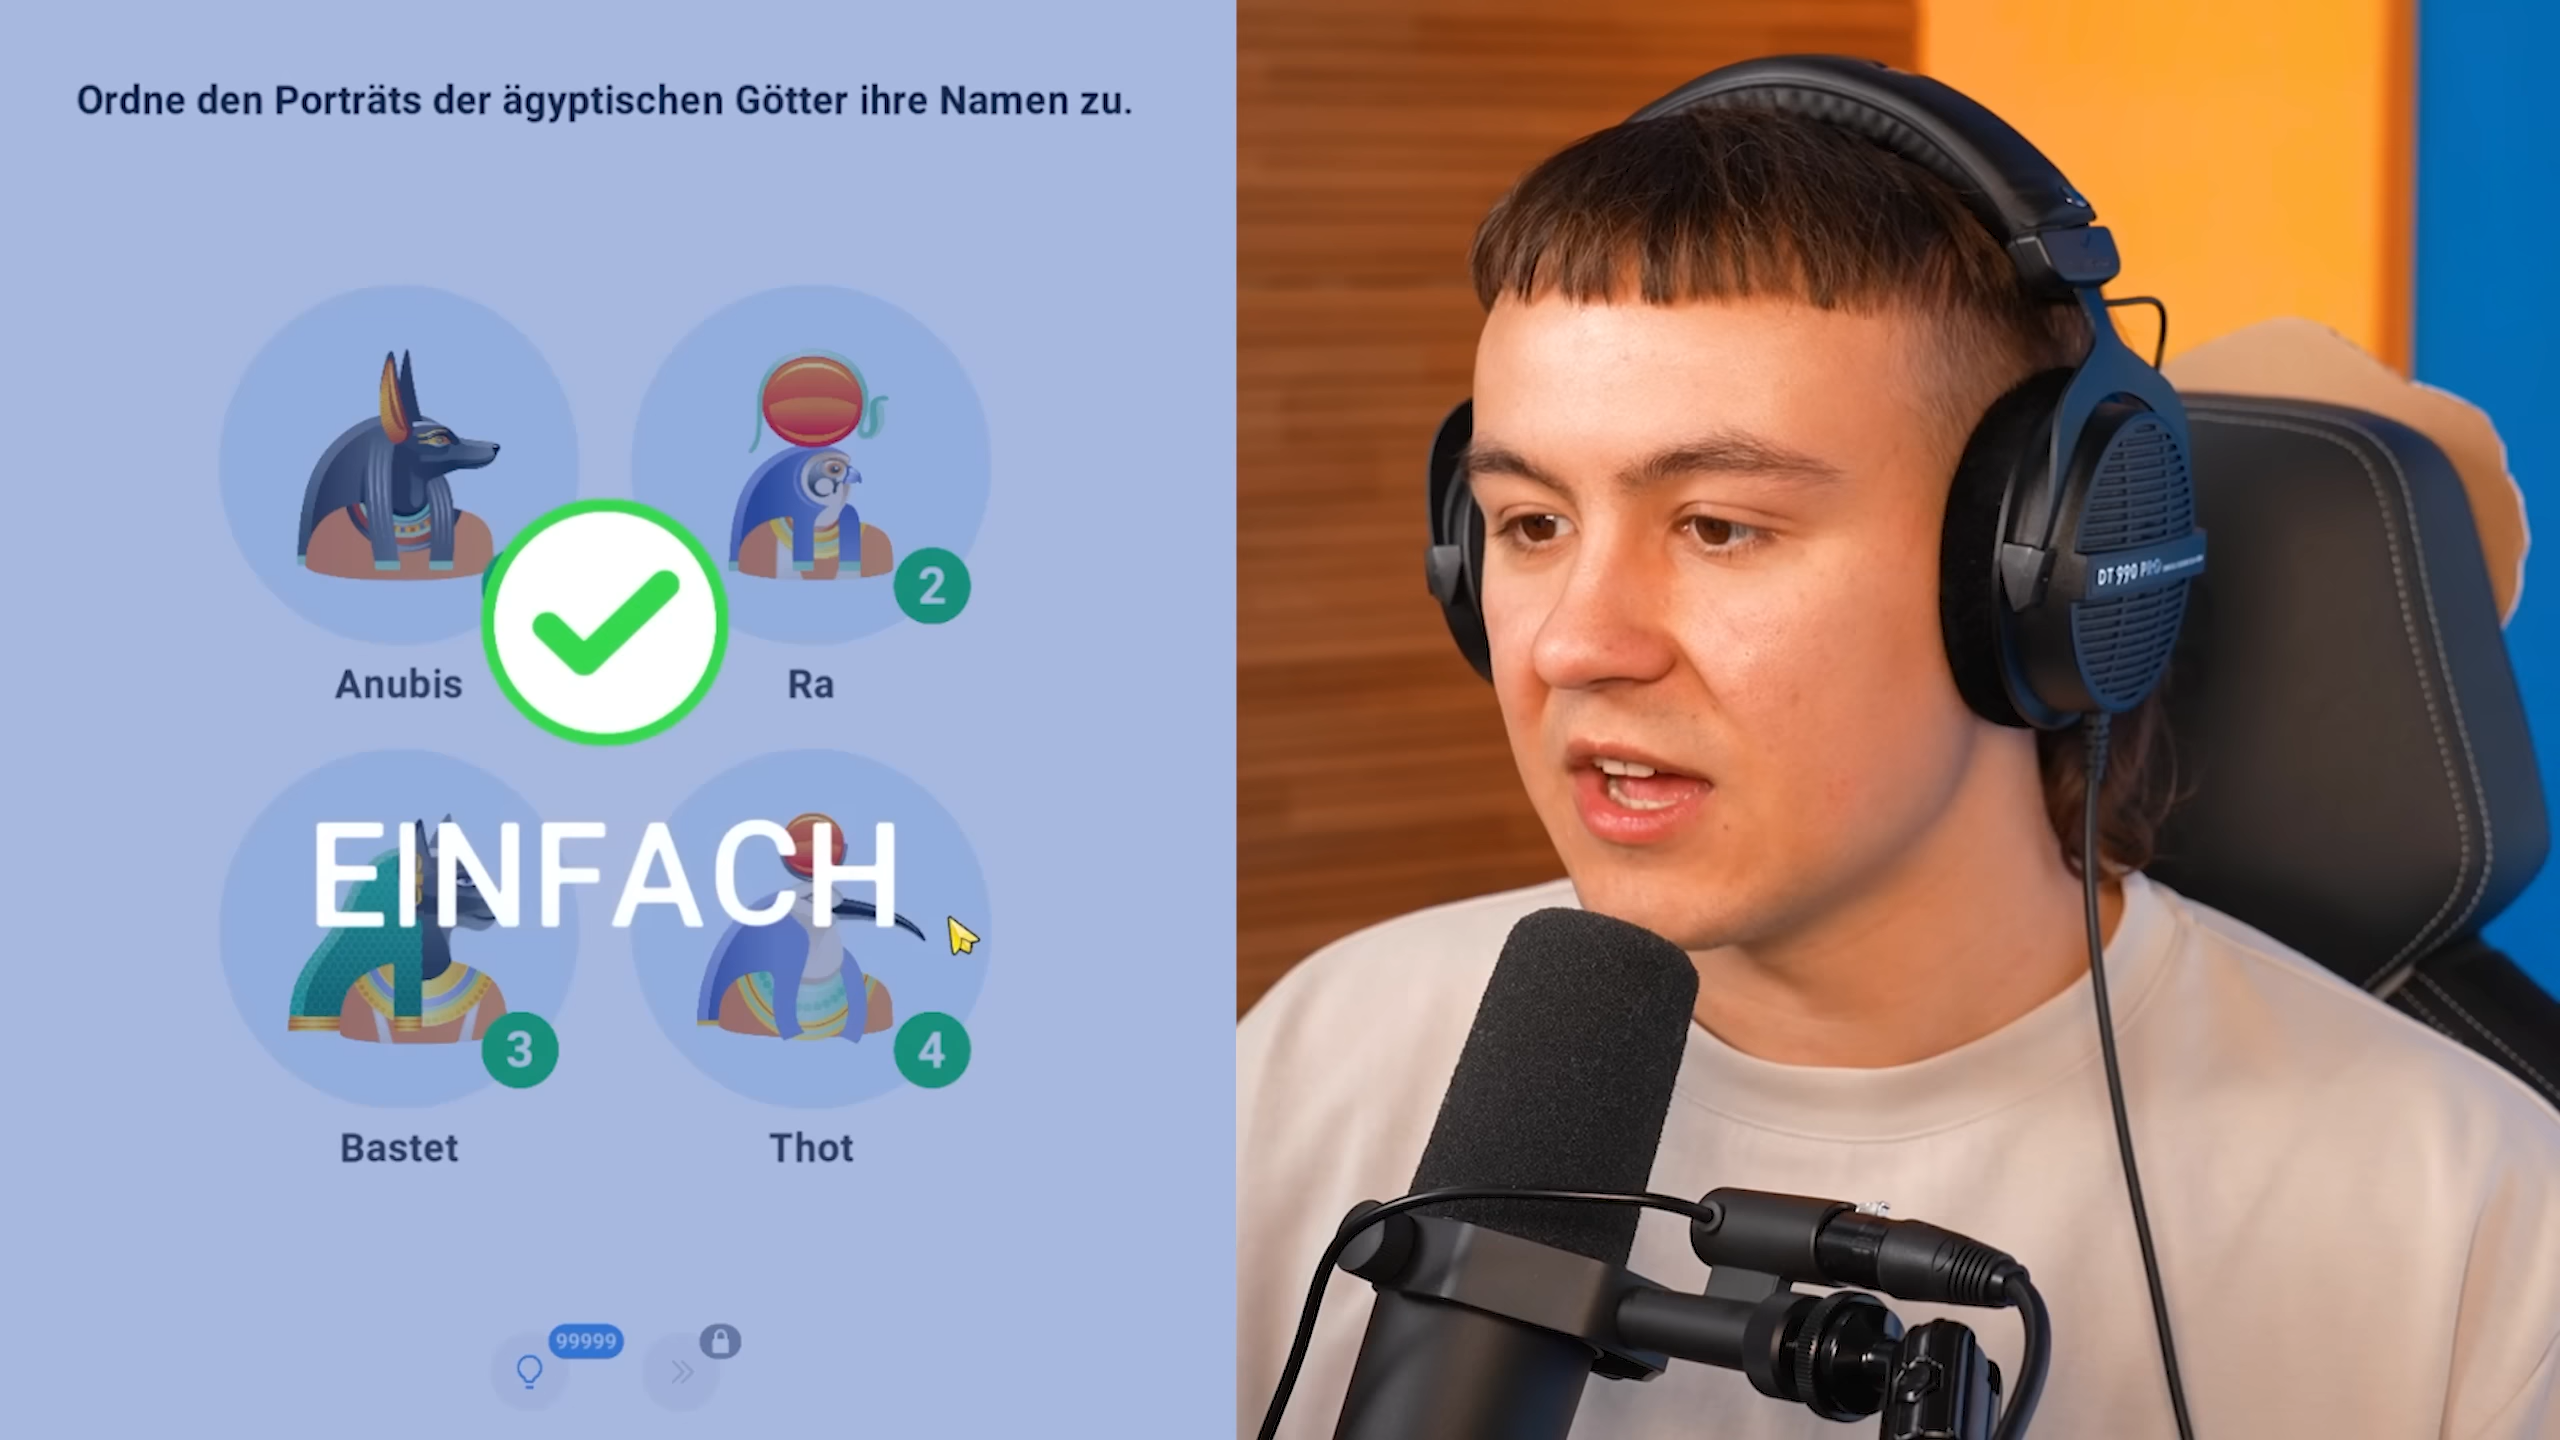 Ordne den Porträts der ägyptischen Götter ihre Namen zu.
2
Anubis
Ra
EINFACH
3
4
Bastet
Thot
99999
DT 990 PRO